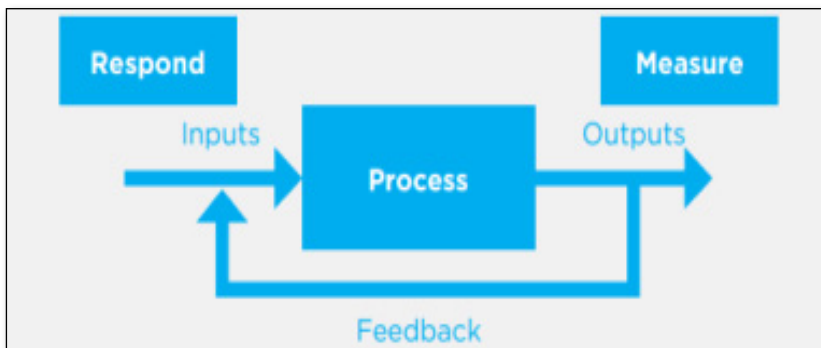 Respond
Measure
Inputs
Outputs
Process
Feedback